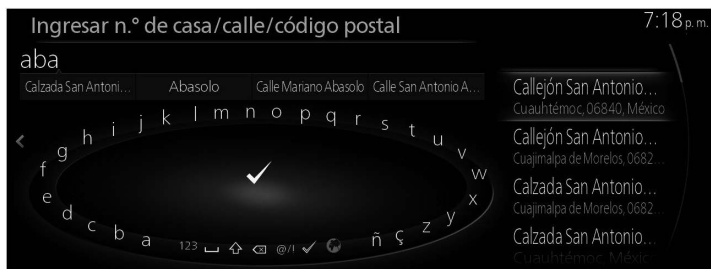 Ingresar n.° de casa/calle/código postal
7:18 p. m.
aba
Calzada San Antoni... Abasolo Calle Mariano Abasolo Calle San Antonio A...
a b c d e f g h i j k l m n o p q r s t u v w x y z ç ñ
123 @/!
Callejón San Antonio...
Cuauhtémoc, 06840, México
Callejón San Antonio...
Cuajimalpa de Morelos, 0682...
Calzada San Antonio...
Cuajimalpa de Morelos, 0682...
Calzada San Antonio...
Cuauhtémoc, Méxic